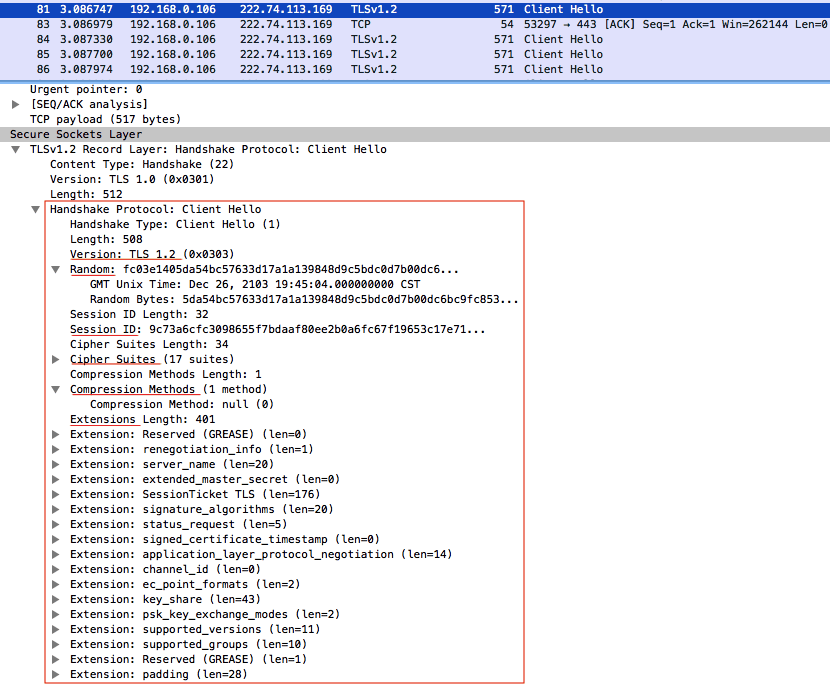 81 3.086747 192.168.0.106 222.74.113.169 TLSv1.2 571 Client Hello
83 3.086979 192.168.0.106 222.74.113.169 TCP 54 53297 → 443 [ACK] Seq=1 Ack=1 Win=262144 Len=0
84 3.087330 192.168.0.106 222.74.113.169 TLSv1.2 571 Client Hello
85 3.087700 192.168.0.106 222.74.113.169 TLSv1.2 571 Client Hello
86 3.087974 192.168.0.106 222.74.113.169 TLSv1.2 571 Client Hello
Urgent pointer: 0
[SEQ/ACK analysis]
TCP payload (517 bytes)
Secure Sockets Layer
TLSv1.2 Record Layer: Handshake Protocol: Client Hello
Content Type: Handshake (22)
Version: TLS 1.0 (0x0301)
Length: 512
Handshake Protocol: Client Hello
Handshake Type: Client Hello (1)
Length: 508
Version: TLS 1.2 (0x0303)
Random: fc03e1405da54bc57633d17a1a139848d9c5bdc0d7b00dc6...
GMT Unix Time: Dec 26, 2103 19:45:04.000000000 CST
Random Bytes: 5da54bc57633d17a1a139848d9c5bdc0d7b00dc6bc9fc853...
Session ID Length: 32
Session ID: 9c73a6cfc3098655f7bdaaf80ee2b0a6fc67f19653c17e71...
Cipher Suites Length: 34
Cipher Suites (17 suites)
Compression Methods Length: 1
Compression Methods (1 method)
Compression Method: null (0)
Extensions Length: 401
Extension: Reserved (GREASE) (len=0)
Extension: renegotiation_info (len=1)
Extension: server_name (len=20)
Extension: extended_master_secret (len=0)
Extension: SessionTicket TLS (len=176)
Extension: signature_algorithms (len=20)
Extension: status_request (len=5)
Extension: signed_certificate_timestamp (len=0)
Extension: application_layer_protocol_negotiation (len=14)
Extension: channel_id (len=0)
Extension: ec_point_formats (len=2)
Extension: key_share (len=43)
Extension: psk_key_exchange_modes (len=2)
Extension: supported_versions (len=11)
Extension: supported_groups (len=10)
Extension: Reserved (GREASE) (len=1)
Extension: padding (len=28)